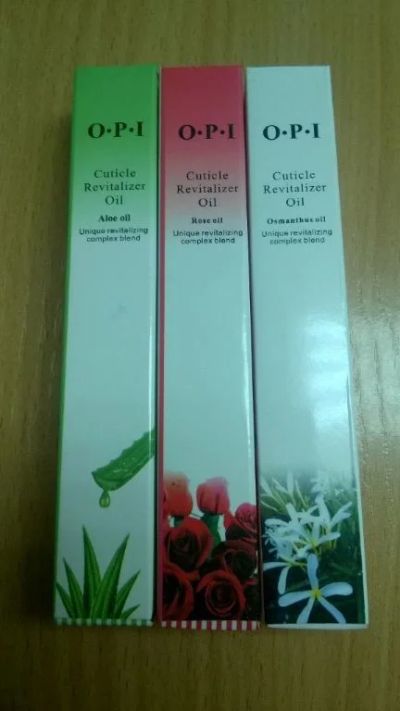 O·P·I
Cuticle
Revitalizer
Oil
Aloe oil
Unique revitalizing
complex blend
O·P·I
Cuticle
Revitalizer
Oil
Rose oil
Unique revitalizing
complex blend
O·P·I
Cuticle
Revitalizer
Oil
Osmanthus oil
Unique revitalizing
complex blend